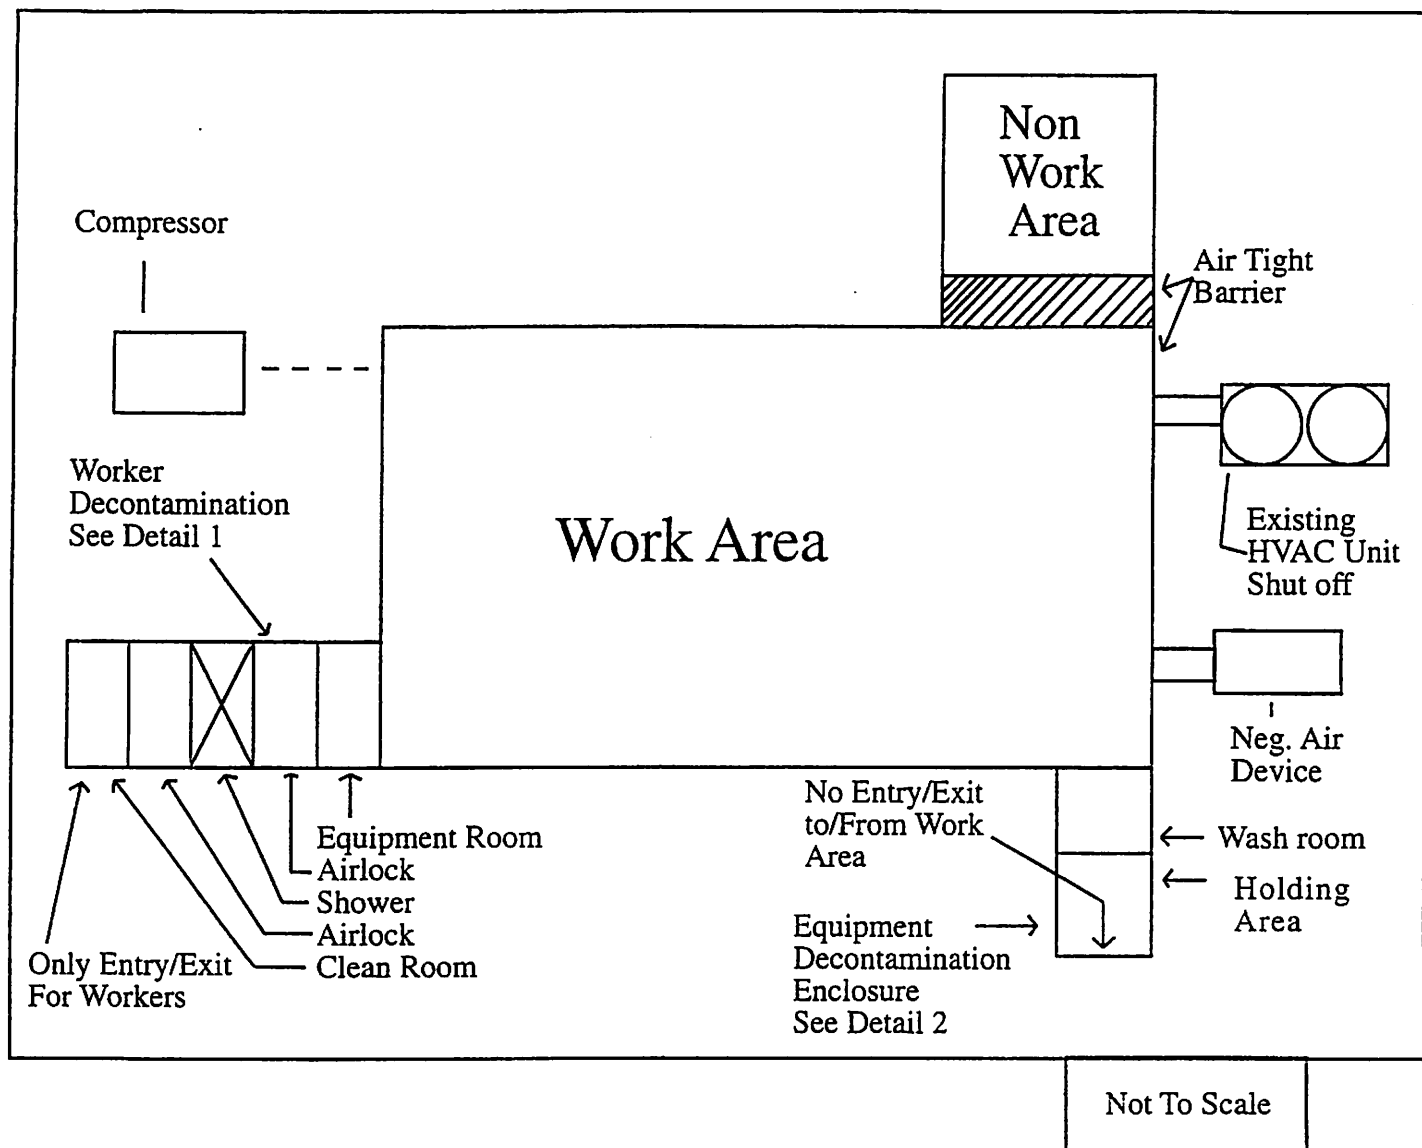 Non
Work
Area
Compressor
Air Tight
Barrier
Worker
Decontamination
See Detail 1
Work Area
Existing
HVAC Unit
Shut off
Neg. Air
Device
No Entry/Exit
to/From Work
Area
Equipment Room
Airlock
Shower
Airlock
Clean Room
Only Entry/Exit
For Workers
Wash room
Holding
Area
Equipment
Decontamination
Enclosure
See Detail 2
Not To Scale